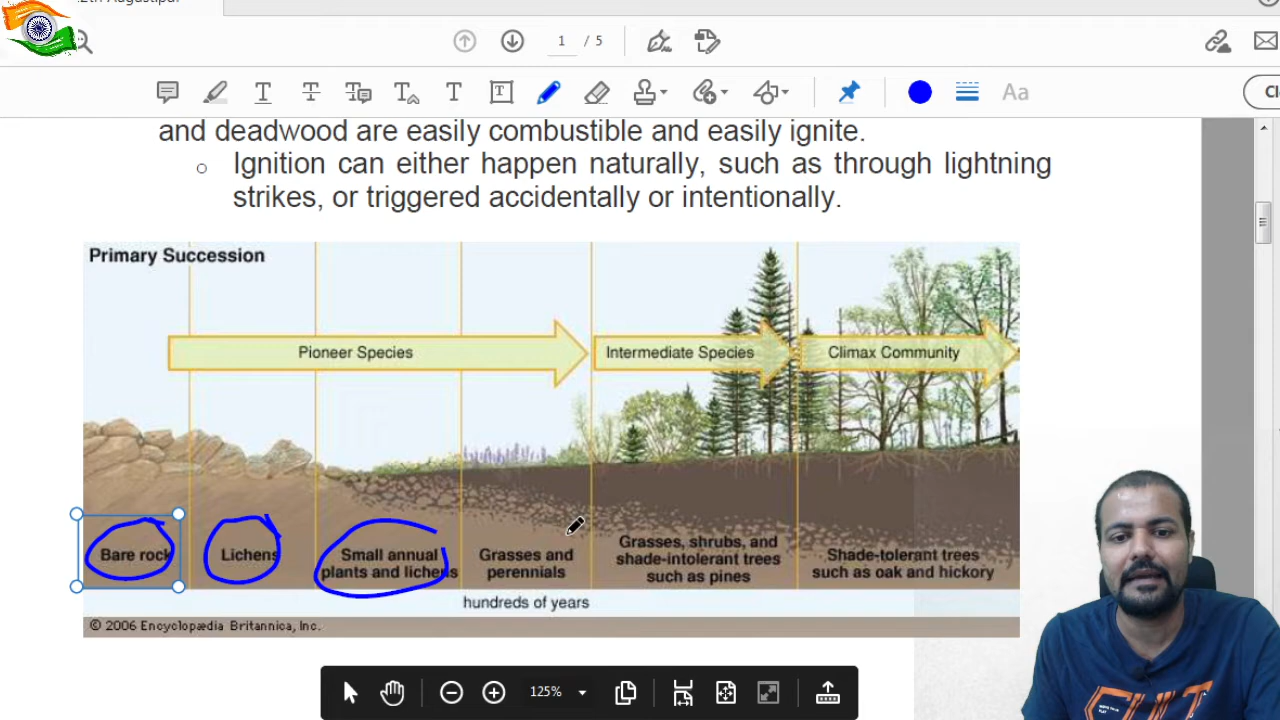 1 / 5
Aa
and deadwood are easily combustible and easily ignite.
o Ignition can either happen naturally, such as through lightning
strikes, or triggered accidentally or intentionally.
Primary Succession
Pioneer Species
Intermediate Species
Climax Community
Bare rock
Lichens
Small annual
plants and lichens
Grasses and
perennials
Grasses, shrubs, and
shade-intolerant trees
such as pines
Shade-tolerant trees
such as oak and hickory
hundreds of years
© 2006 Encyclopædia Britannica, Inc.
125%